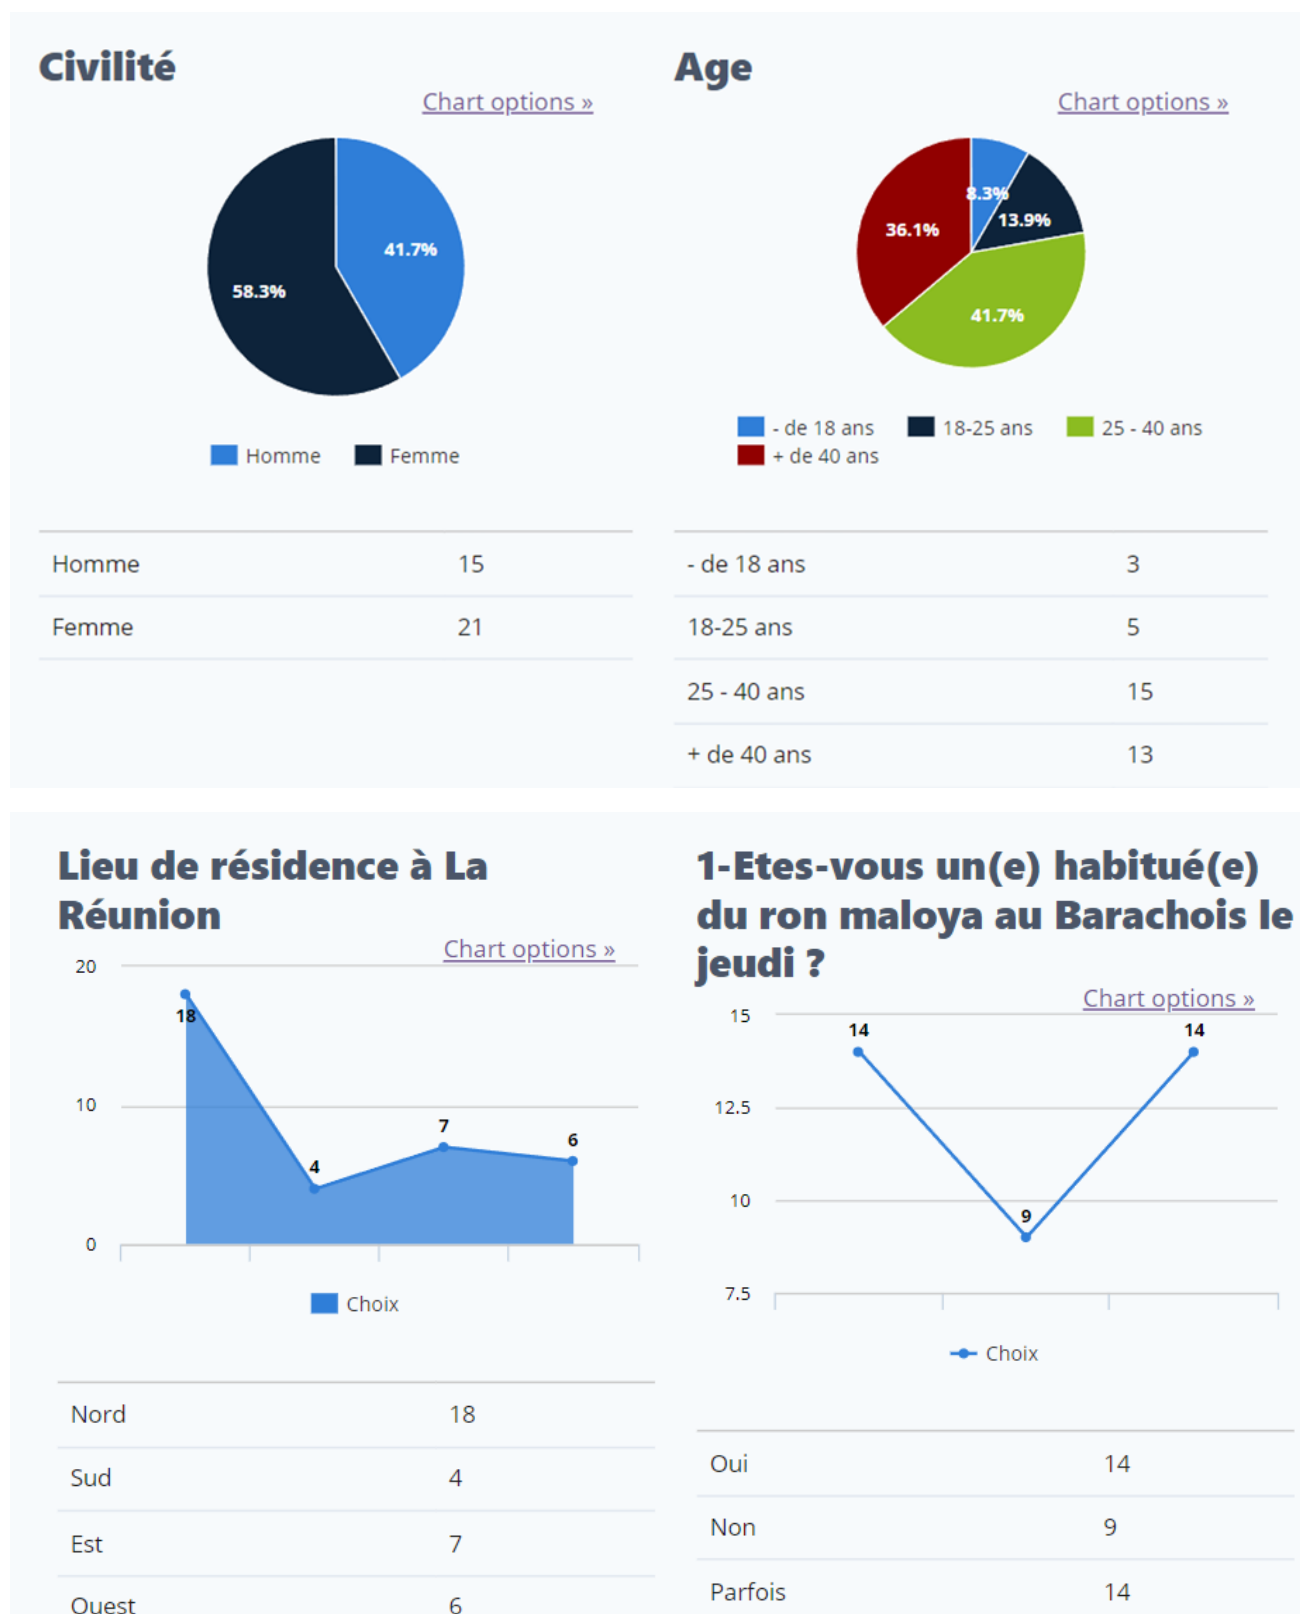 Civilité
Chart options »
41.7%
58.3%
Homme Femme
Homme 15
Femme 21
Age
Chart options »
8.3%
13.9%
36.1%
41.7%
- de 18 ans 18-25 ans 25 - 40 ans
+ de 40 ans
- de 18 ans 3
18-25 ans 5
25 - 40 ans 15
+ de 40 ans 13
Lieu de résidence à La
Réunion
Chart options »
20
18
10
7
6
4
0
Choix
Nord 18
Sud 4
Est 7
Ouest 6
1-Etes-vous un(e) habitué(e)
du ron maloya au Barachois le
jeudi ?
Chart options »
15
14 14
12.5
10
9
7.5
Choix
Oui 14
Non 9
Parfois 14